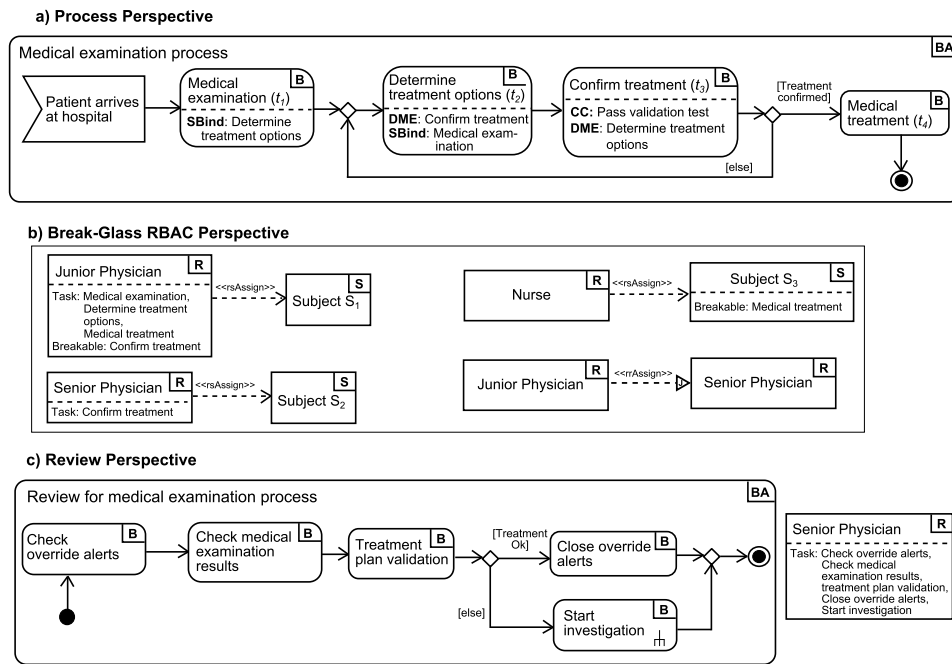 a) Process Perspective
Medical examination process
BA
Patient arrives
at hospital
Medical
examination (t1)
B
SBind: Determine
treatment options
Determine
treatment options (t2)
B
DME: Confirm treatment
SBind: Medical exam-
ination
Confirm treatment (t3)
B
CC: Pass validation test
DME: Determine treatment
options
[Treatment
confirmed]
[else]
Medical
treatment (t4)
B
b) Break-Glass RBAC Perspective
Junior Physician
R
Task: Medical examination,
Determine treatment
options,
Medical treatment
Breakable: Confirm treatment
<<rsAssign>>
Subject S1
S
Nurse
R
<<rsAssign>>
Subject S3
S
Breakable: Medical treatment
Senior Physician
R
Task: Confirm treatment
<<rsAssign>>
Subject S2
S
Junior Physician
R
<<rrAssign>>
J
Senior Physician
R
c) Review Perspective
Review for medical examination process
BA
Check
override alerts
B
Check medical
examination
results
B
Treatment
plan validation
B
[Treatment
Ok]
[else]
Close override
alerts
B
Start
investigation
B
Senior Physician
R
Task: Check override alerts,
Check medical
examination results,
treatment plan validation,
Close override alerts,
Start investigation